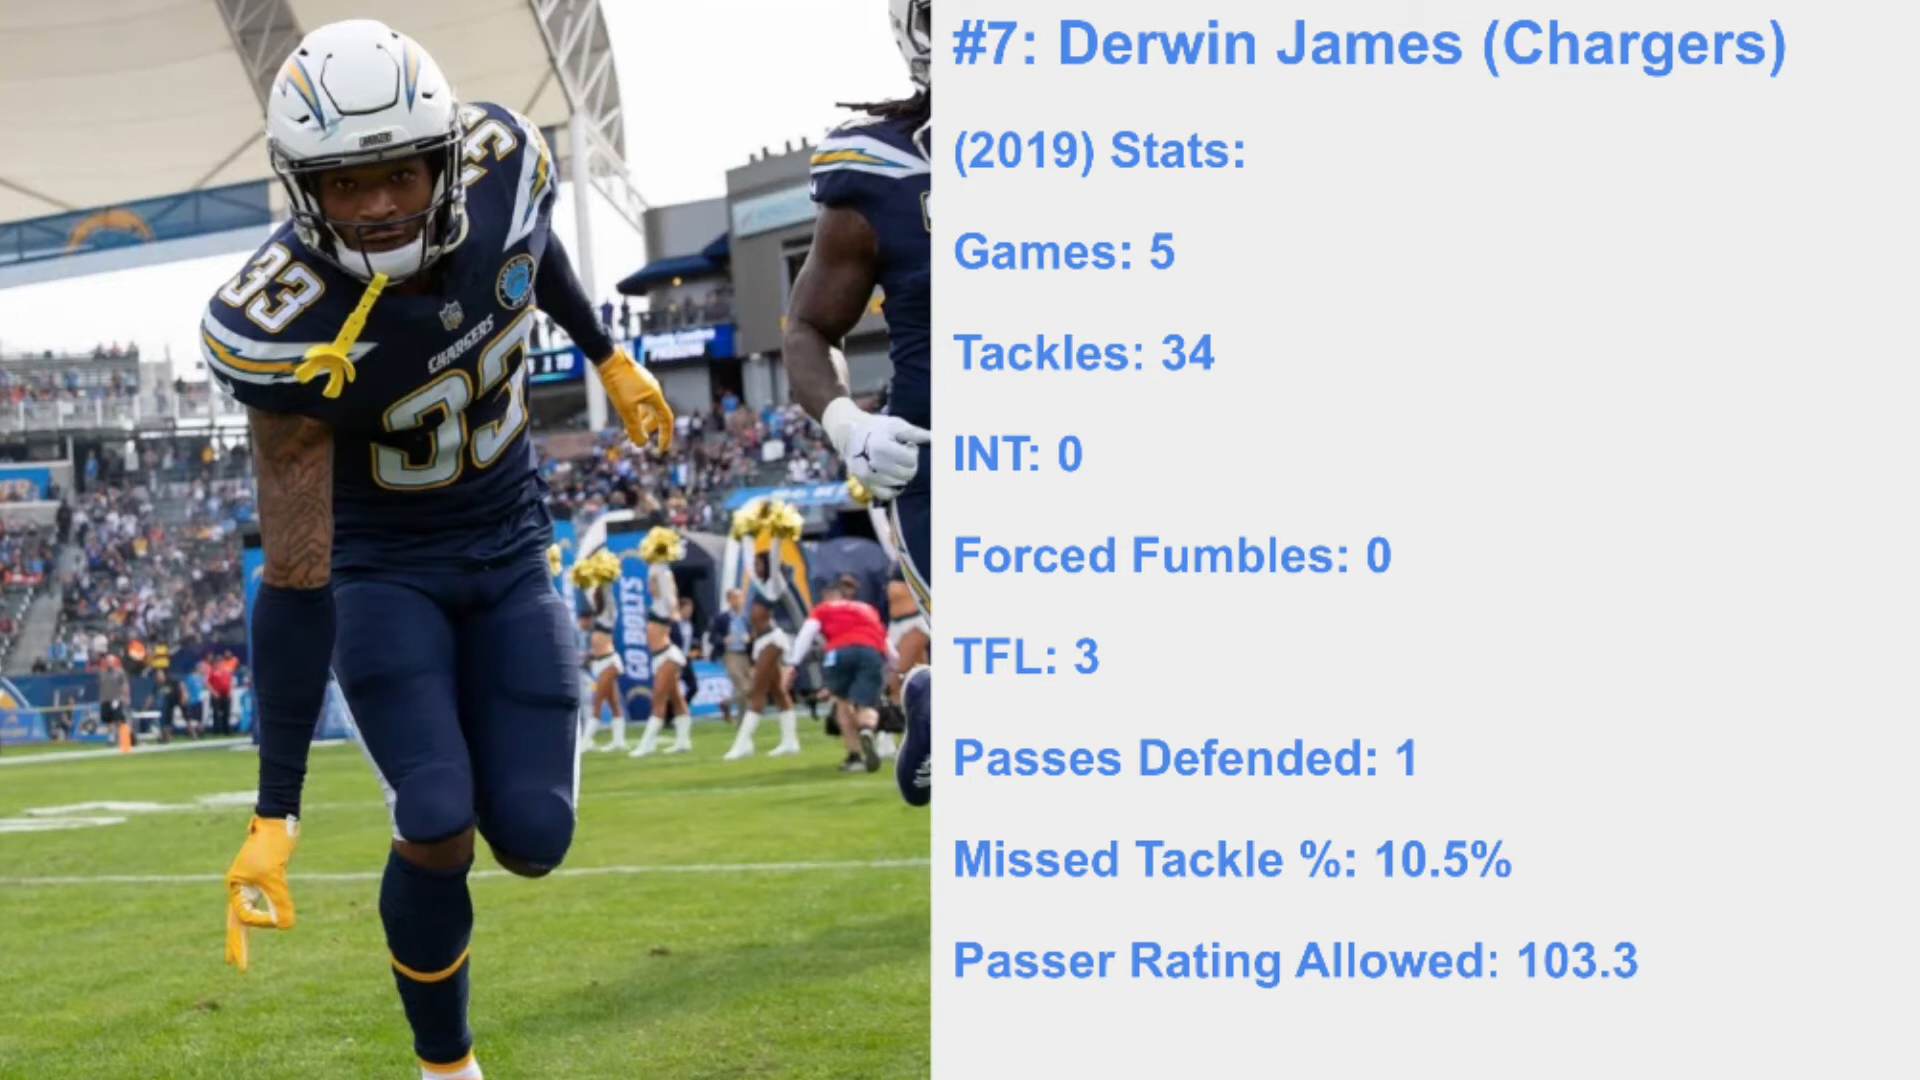 #7: Derwin James (Chargers)
(2019) Stats:
Games: 5
Tackles: 34
INT: 0
Forced Fumbles: 0
TFL: 3
Passes Defended: 1
Missed Tackle %: 10.5%
Passer Rating Allowed: 103.3
33
33
CHARGERS
33
GO BOLTS